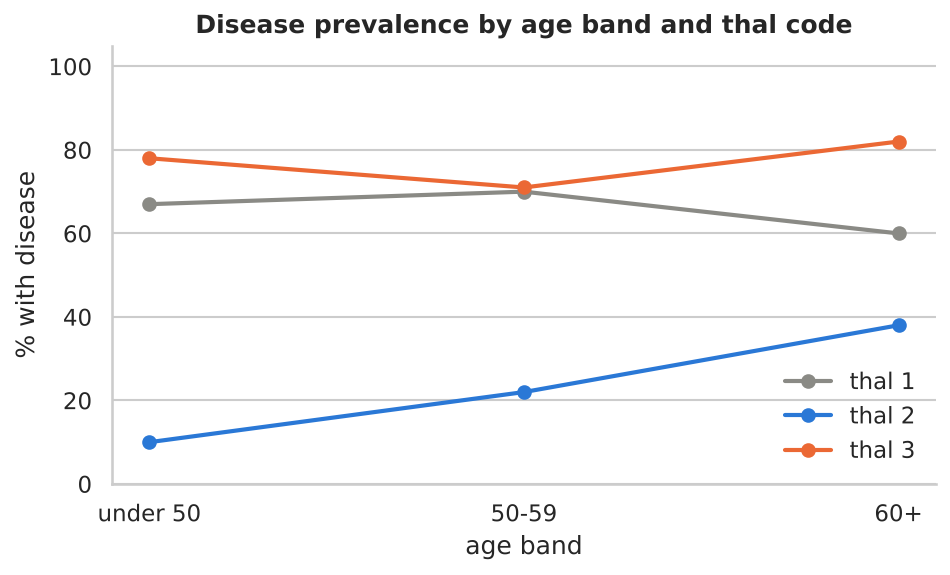 Disease prevalence by age band and thal code
100
80
60
40
20
0
% with disease
under 50
50-59
60+
age band
thal 1
thal 2
thal 3